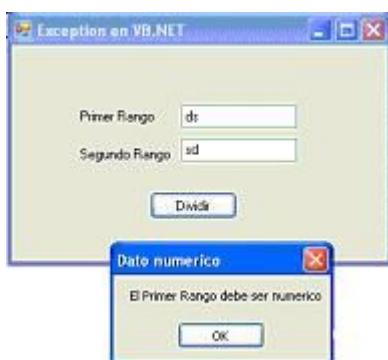 Exception en VB.NET
Primer Rango ds
Segundo Rango sd
Dividir
Dato numerico
El Primer Rango debe ser numerico
OK